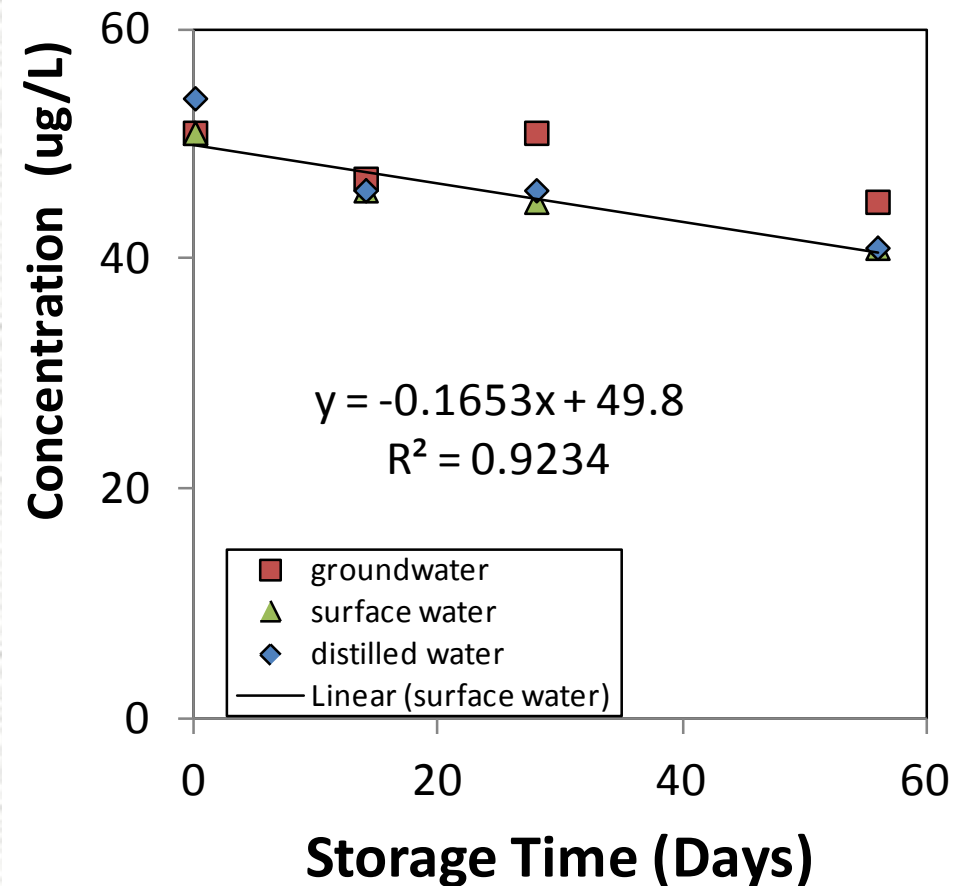 Concentration (ug/L)
60
40
20
0
y = -0.1653x + 49.8
R² = 0.9234
groundwater
surface water
distilled water
Linear (surface water)
0 20 40 60
Storage Time (Days)